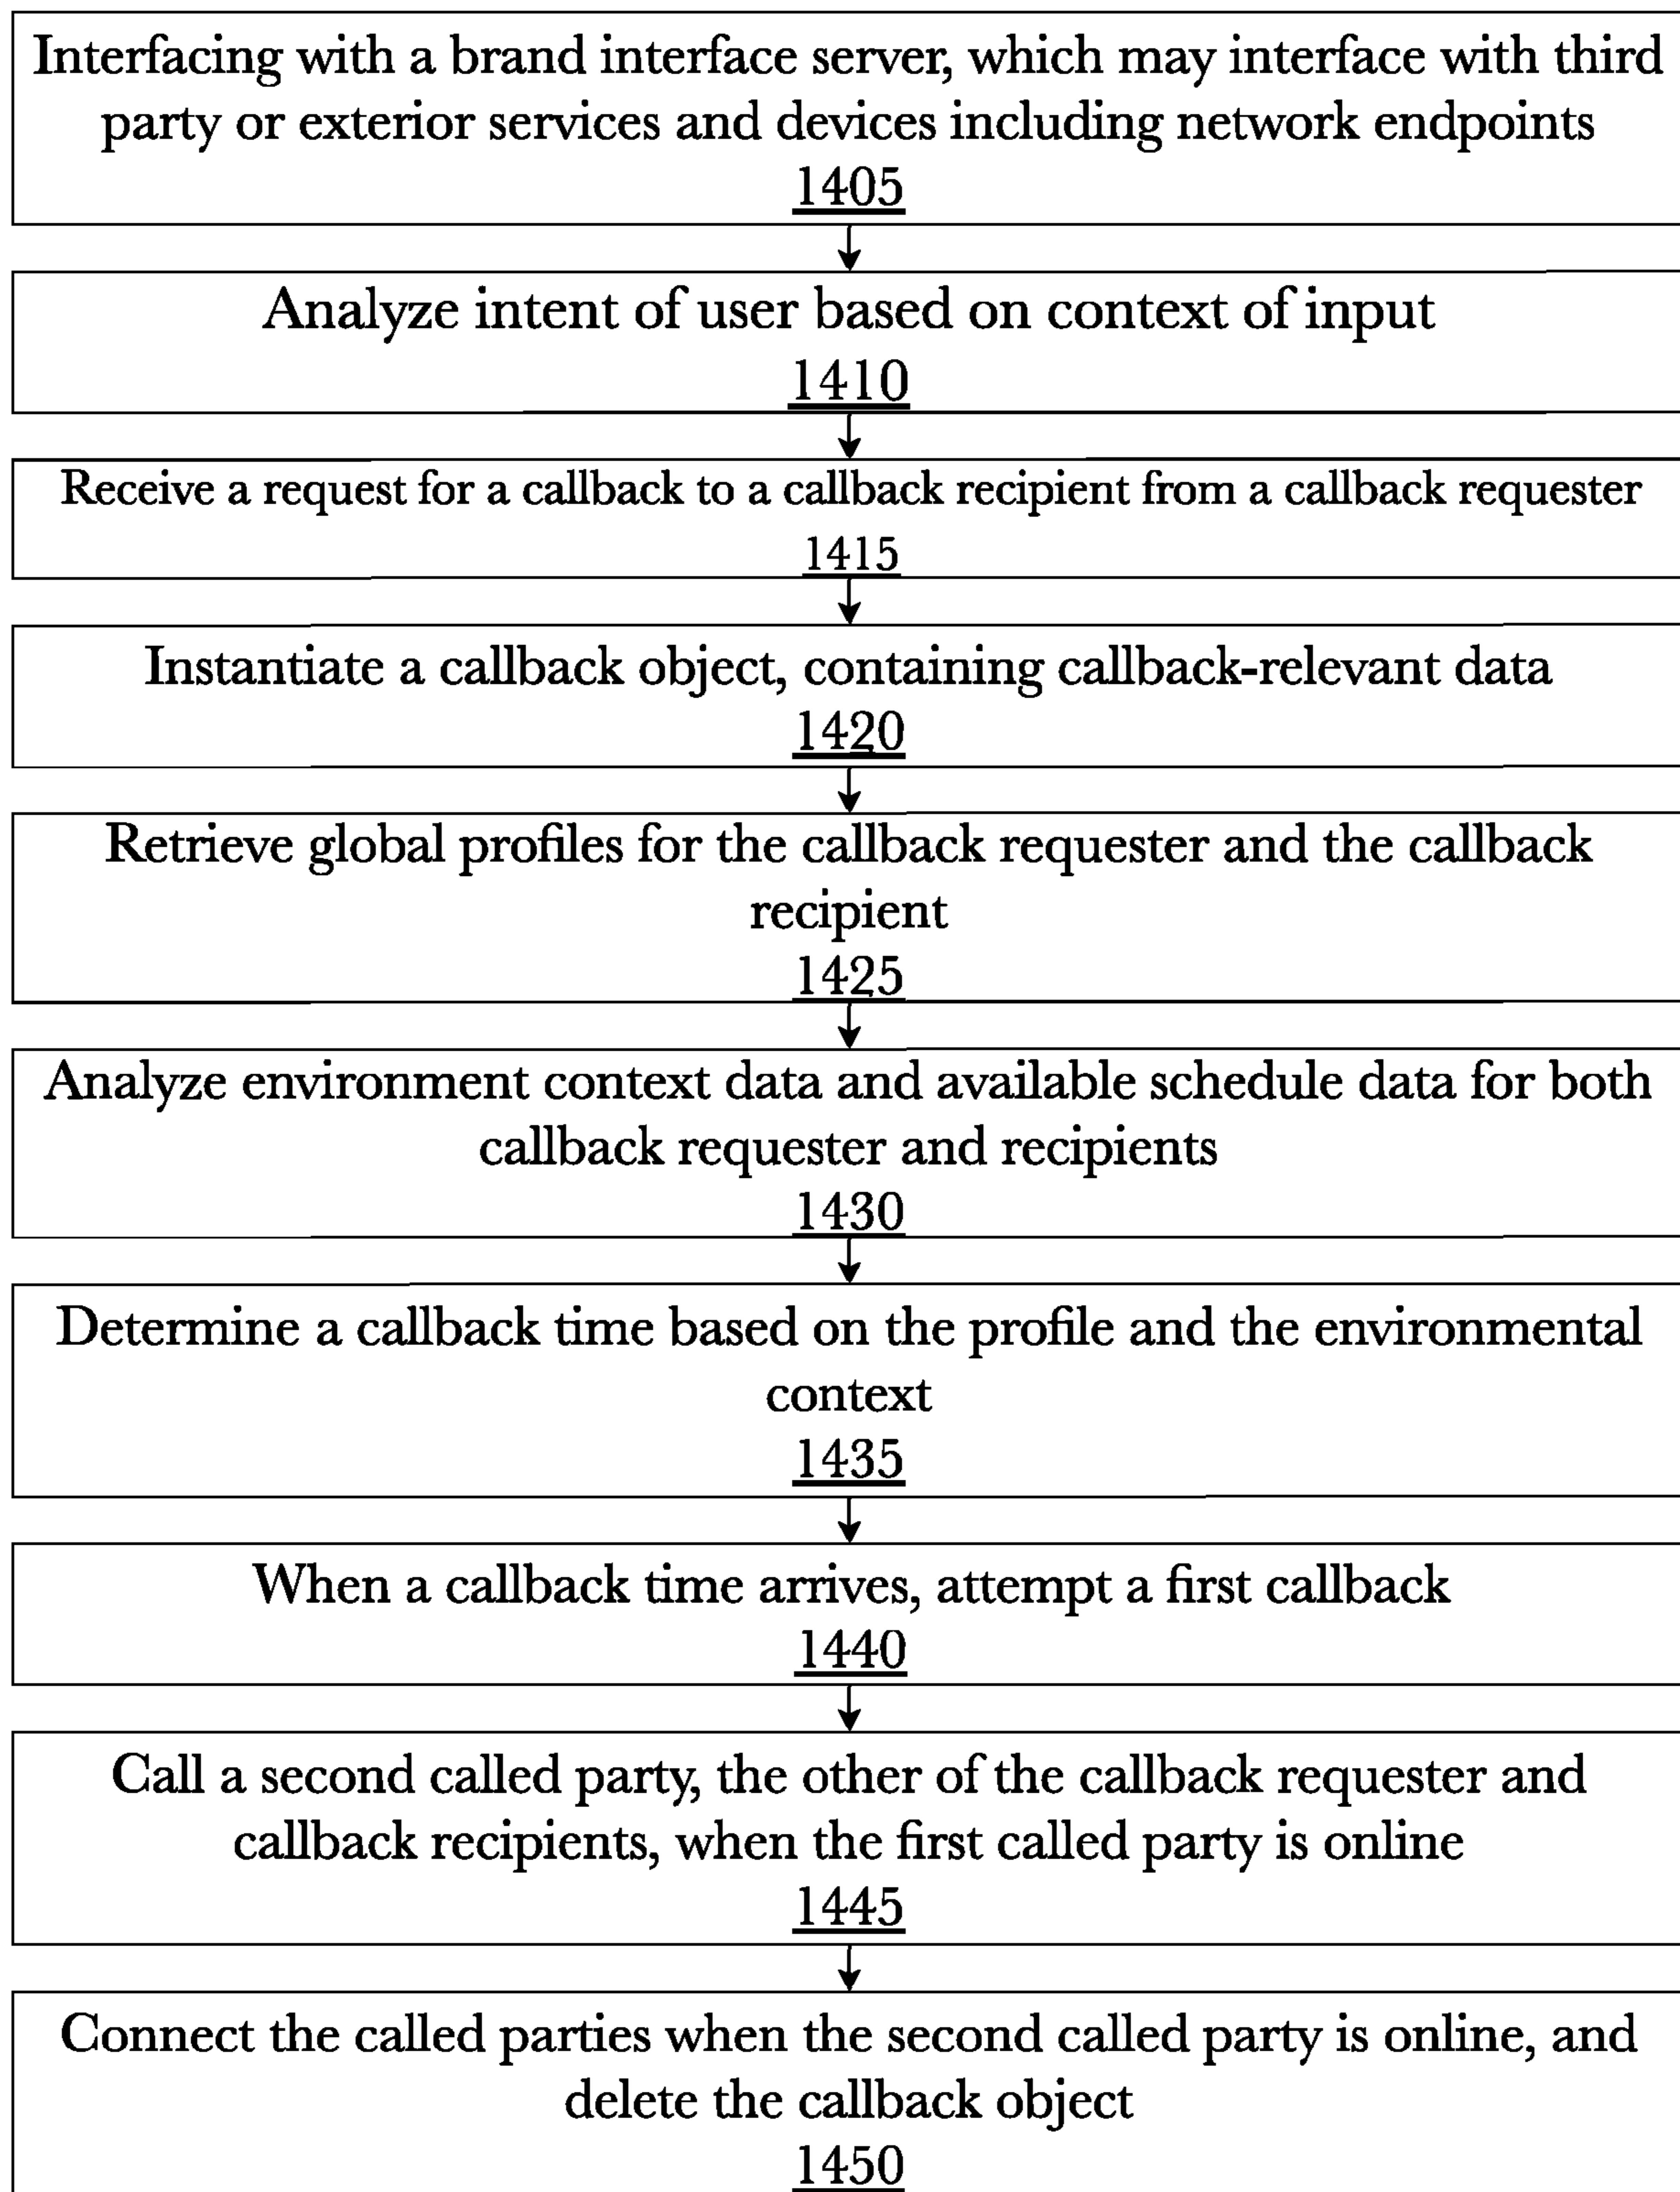 Interfacing with a brand interface server, which may interface with third
party or exterior services and devices including network endpoints
1405
Analyze intent of user based on context of input
1410
Receive a request for a callback to a callback recipient from a callback requester
1415
Instantiate a callback object, containing callback-relevant data
1420
Retrieve global profiles for the callback requester and the callback
recipient
1425
Analyze environment context data and available schedule data for both
callback requester and recipients
1430
Determine a callback time based on the profile and the environmental
context
1435
When a callback time arrives, attempt a first callback
1440
Call a second called party, the other of the callback requester and
callback recipients, when the first called party is online
1445
Connect the called parties when the second called party is online, and
delete the callback object
1450